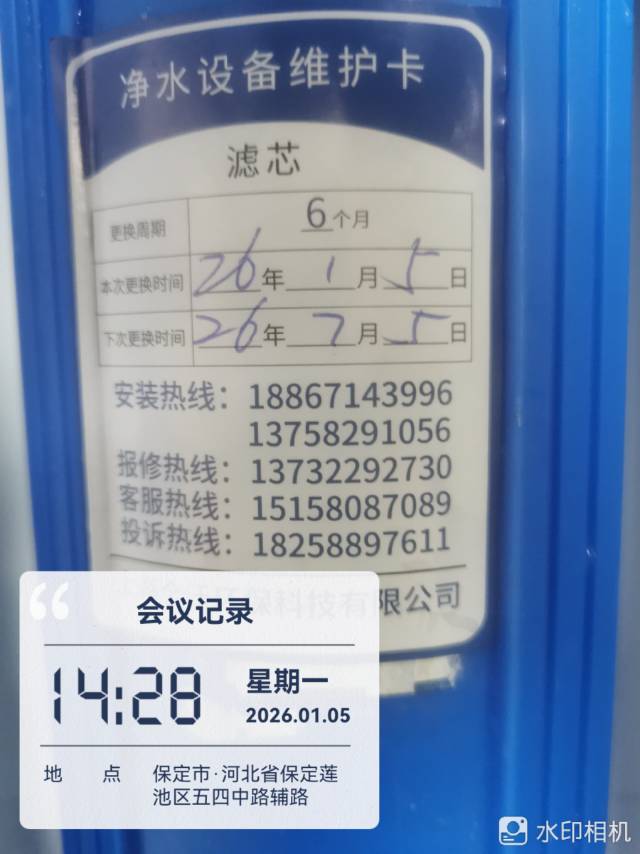 净水设备维护卡
滤芯
更换周期 6个月
本次更换时间 26年1月5日
下次更换时间 26年7月5日
安装热线：18867143996
13758291056
报修热线：13732292730
客服热线：15158087089
投诉热线：18258897611
保科技有限公司
会议记录
14:28
星期一
2026.01.05
地 点 保定市·河北省保定莲
池区五四中路辅路
水印相机